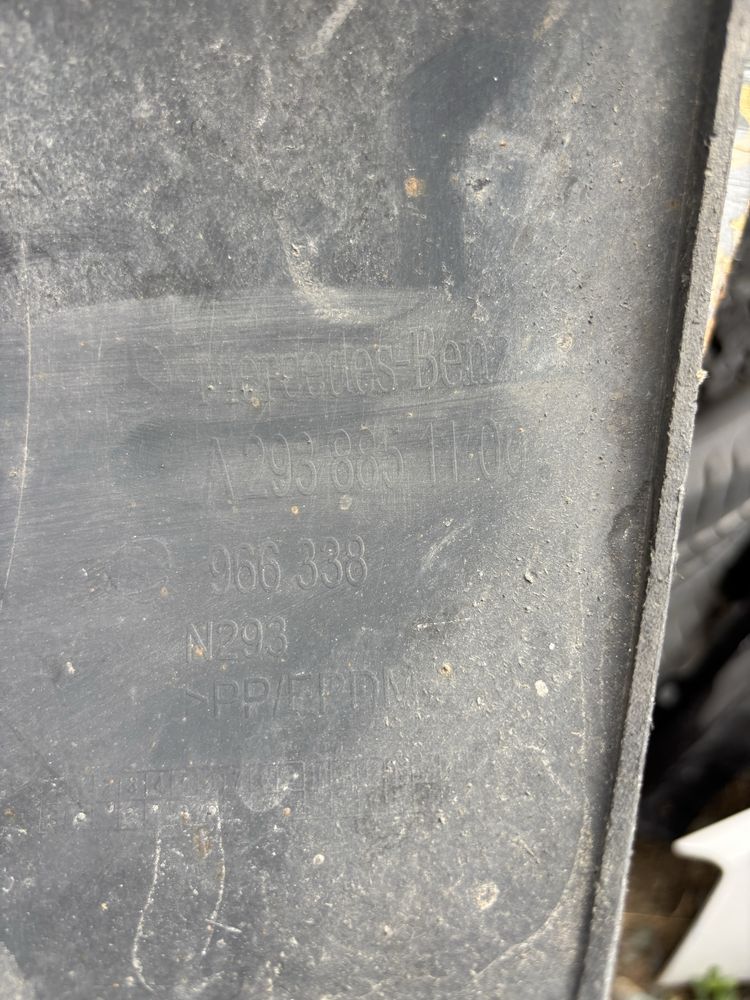 Mercedes-Benz
A 293 885 11 00
966 338
N293
>PP/EPDM